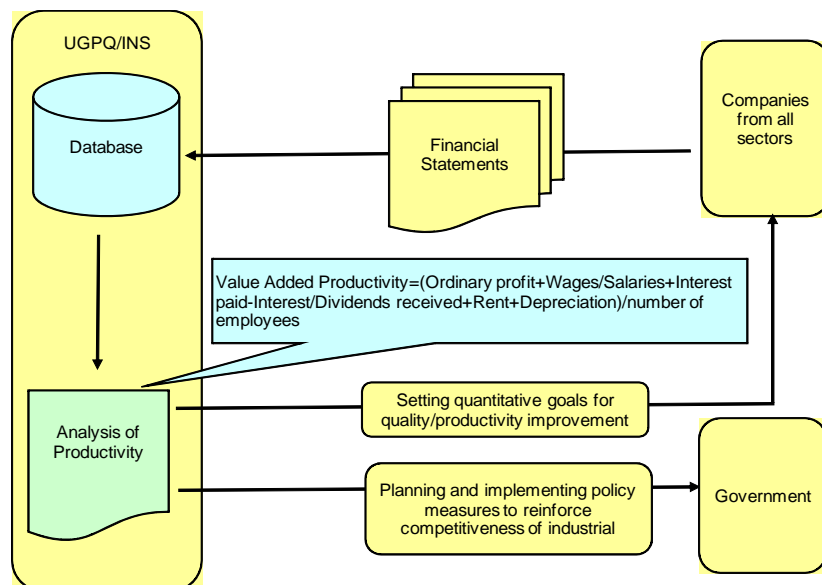 UGPQ/INS
Database
Financial
Statements
Companies
from all
sectors
Value Added Productivity=(Ordinary profit+Wages/Salaries+Interest
paid-Interest/Dividends received+Rent+Depreciation)/number of
employees
Setting quantitative goals for
quality/productivity improvement
Analysis of
Productivity
Planning and implementing policy
measures to reinforce
competitiveness of industrial
Government